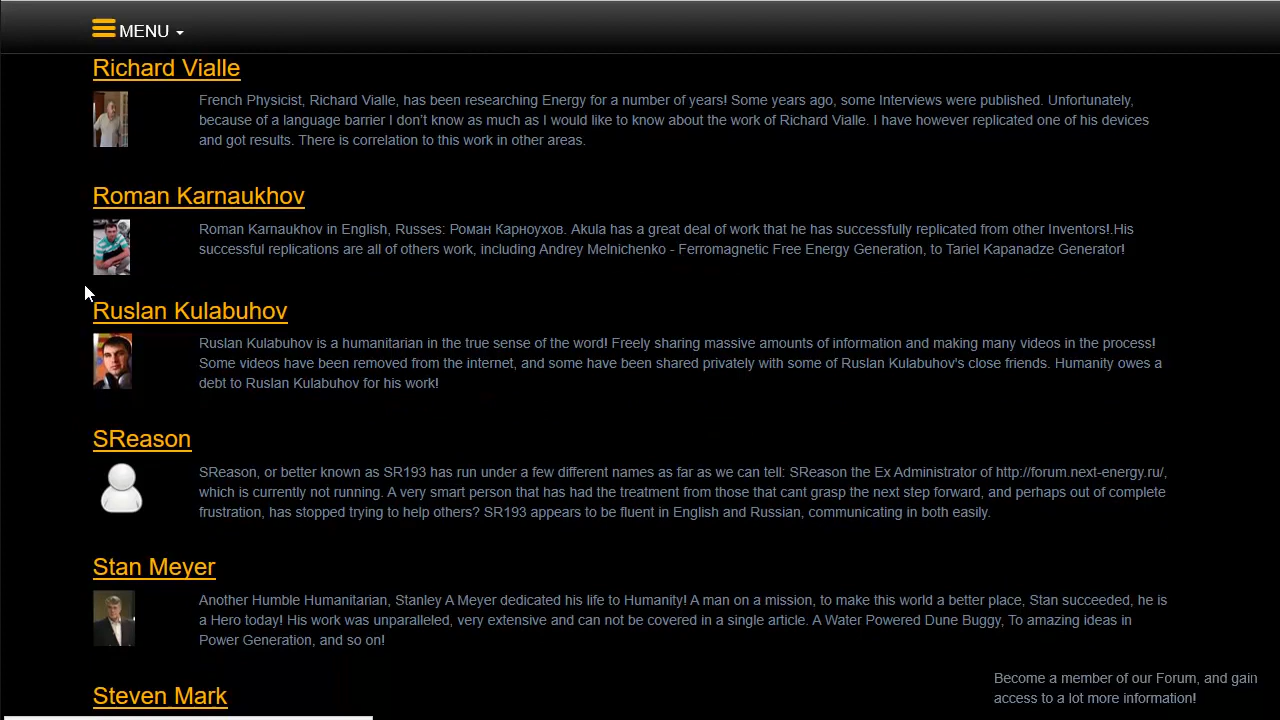 MENU
Richard Vialle
French Physicist, Richard Vialle, has been researching Energy for a number of years! Some years ago, some Interviews were published. Unfortunately,
because of a language barrier I don't know as much as I would like to know about the work of Richard Vialle. I have however replicated one of his devices
and got results. There is correlation to this work in other areas.
Roman Karnaukhov
Roman Karnaukhov in English, Russes: Роман Карноухов. Akula has a great deal of work that he has successfully replicated from other Inventors!.His
successful replications are all of others work, including Andrey Melnichenko - Ferromagnetic Free Energy Generation, to Tariel Kapanadze Generator!
Ruslan Kulabuhov
Ruslan Kulabuhov is a humanitarian in the true sense of the word! Freely sharing massive amounts of information and making many videos in the process!
Some videos have been removed from the internet, and some have been shared privately with some of Ruslan Kulabuhov's close friends. Humanity owes a
debt to Ruslan Kulabuhov for his work!
SReason
SReason, or better known as SR193 has run under a few different names as far as we can tell: SReason the Ex Administrator of http://forum.next-energy.ru/,
which is currently not running. A very smart person that has had the treatment from those that cant grasp the next step forward, and perhaps out of complete
frustration, has stopped trying to help others? SR193 appears to be fluent in English and Russian, communicating in both easily.
Stan Meyer
Another Humble Humanitarian, Stanley A Meyer dedicated his life to Humanity! A man on a mission, to make this world a better place, Stan succeeded, he is
a Hero today! His work was unparalleled, very extensive and can not be covered in a single article. A Water Powered Dune Buggy, To amazing ideas in
Power Generation, and so on!
Steven Mark
Become a member of our Forum, and gain
access to a lot more information!